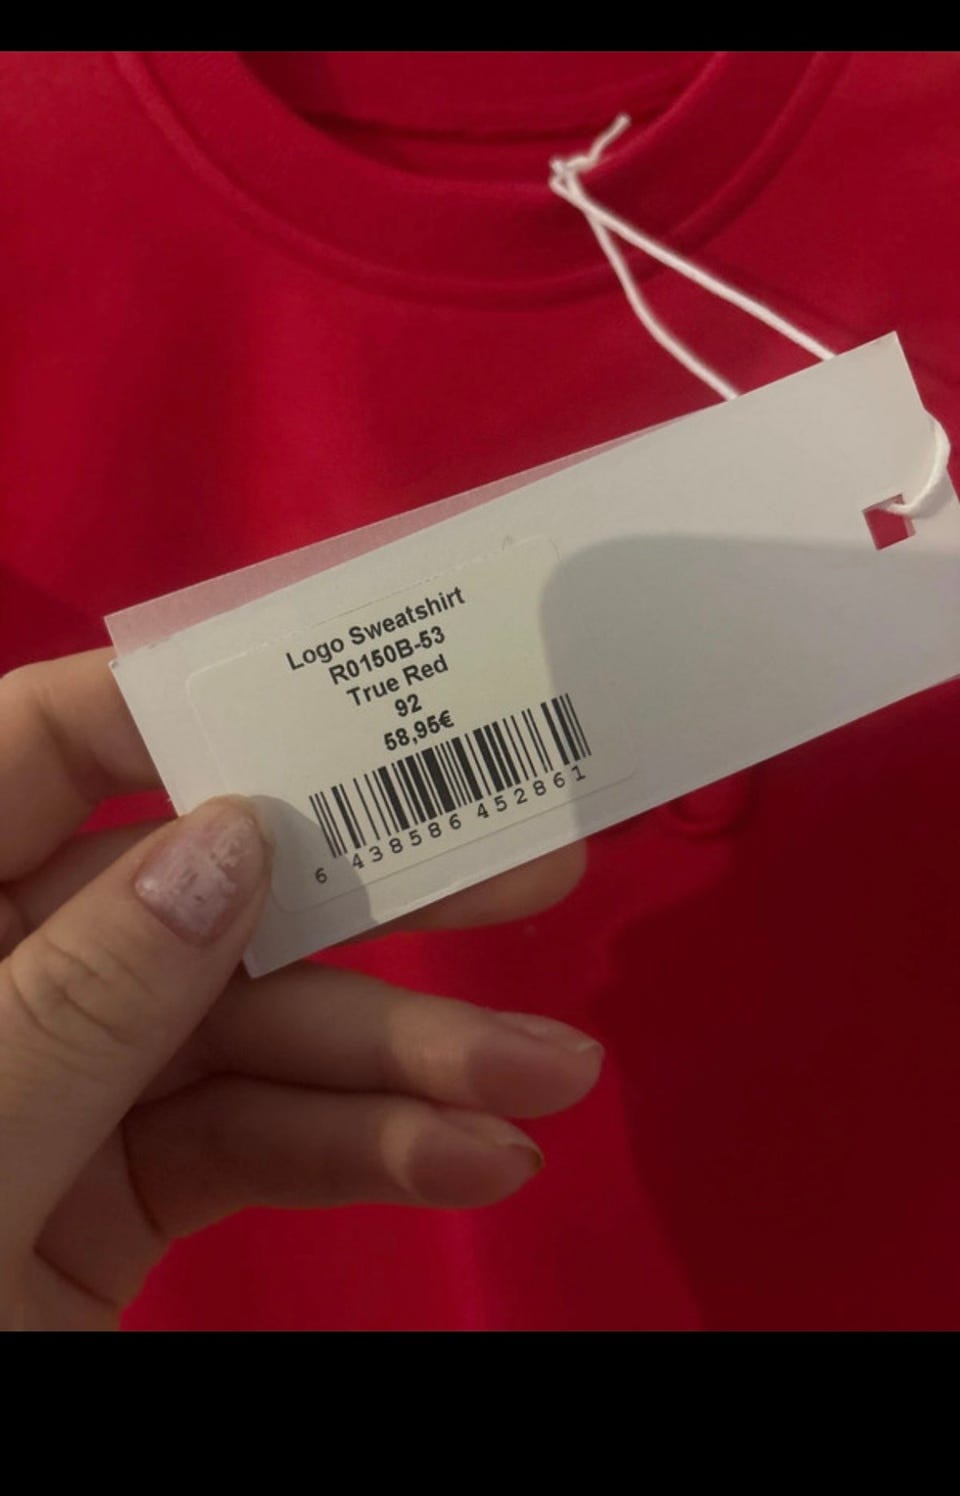 Logo Sweatshirt
R0150B-53
True Red
92
58,95€
6 438586 452861